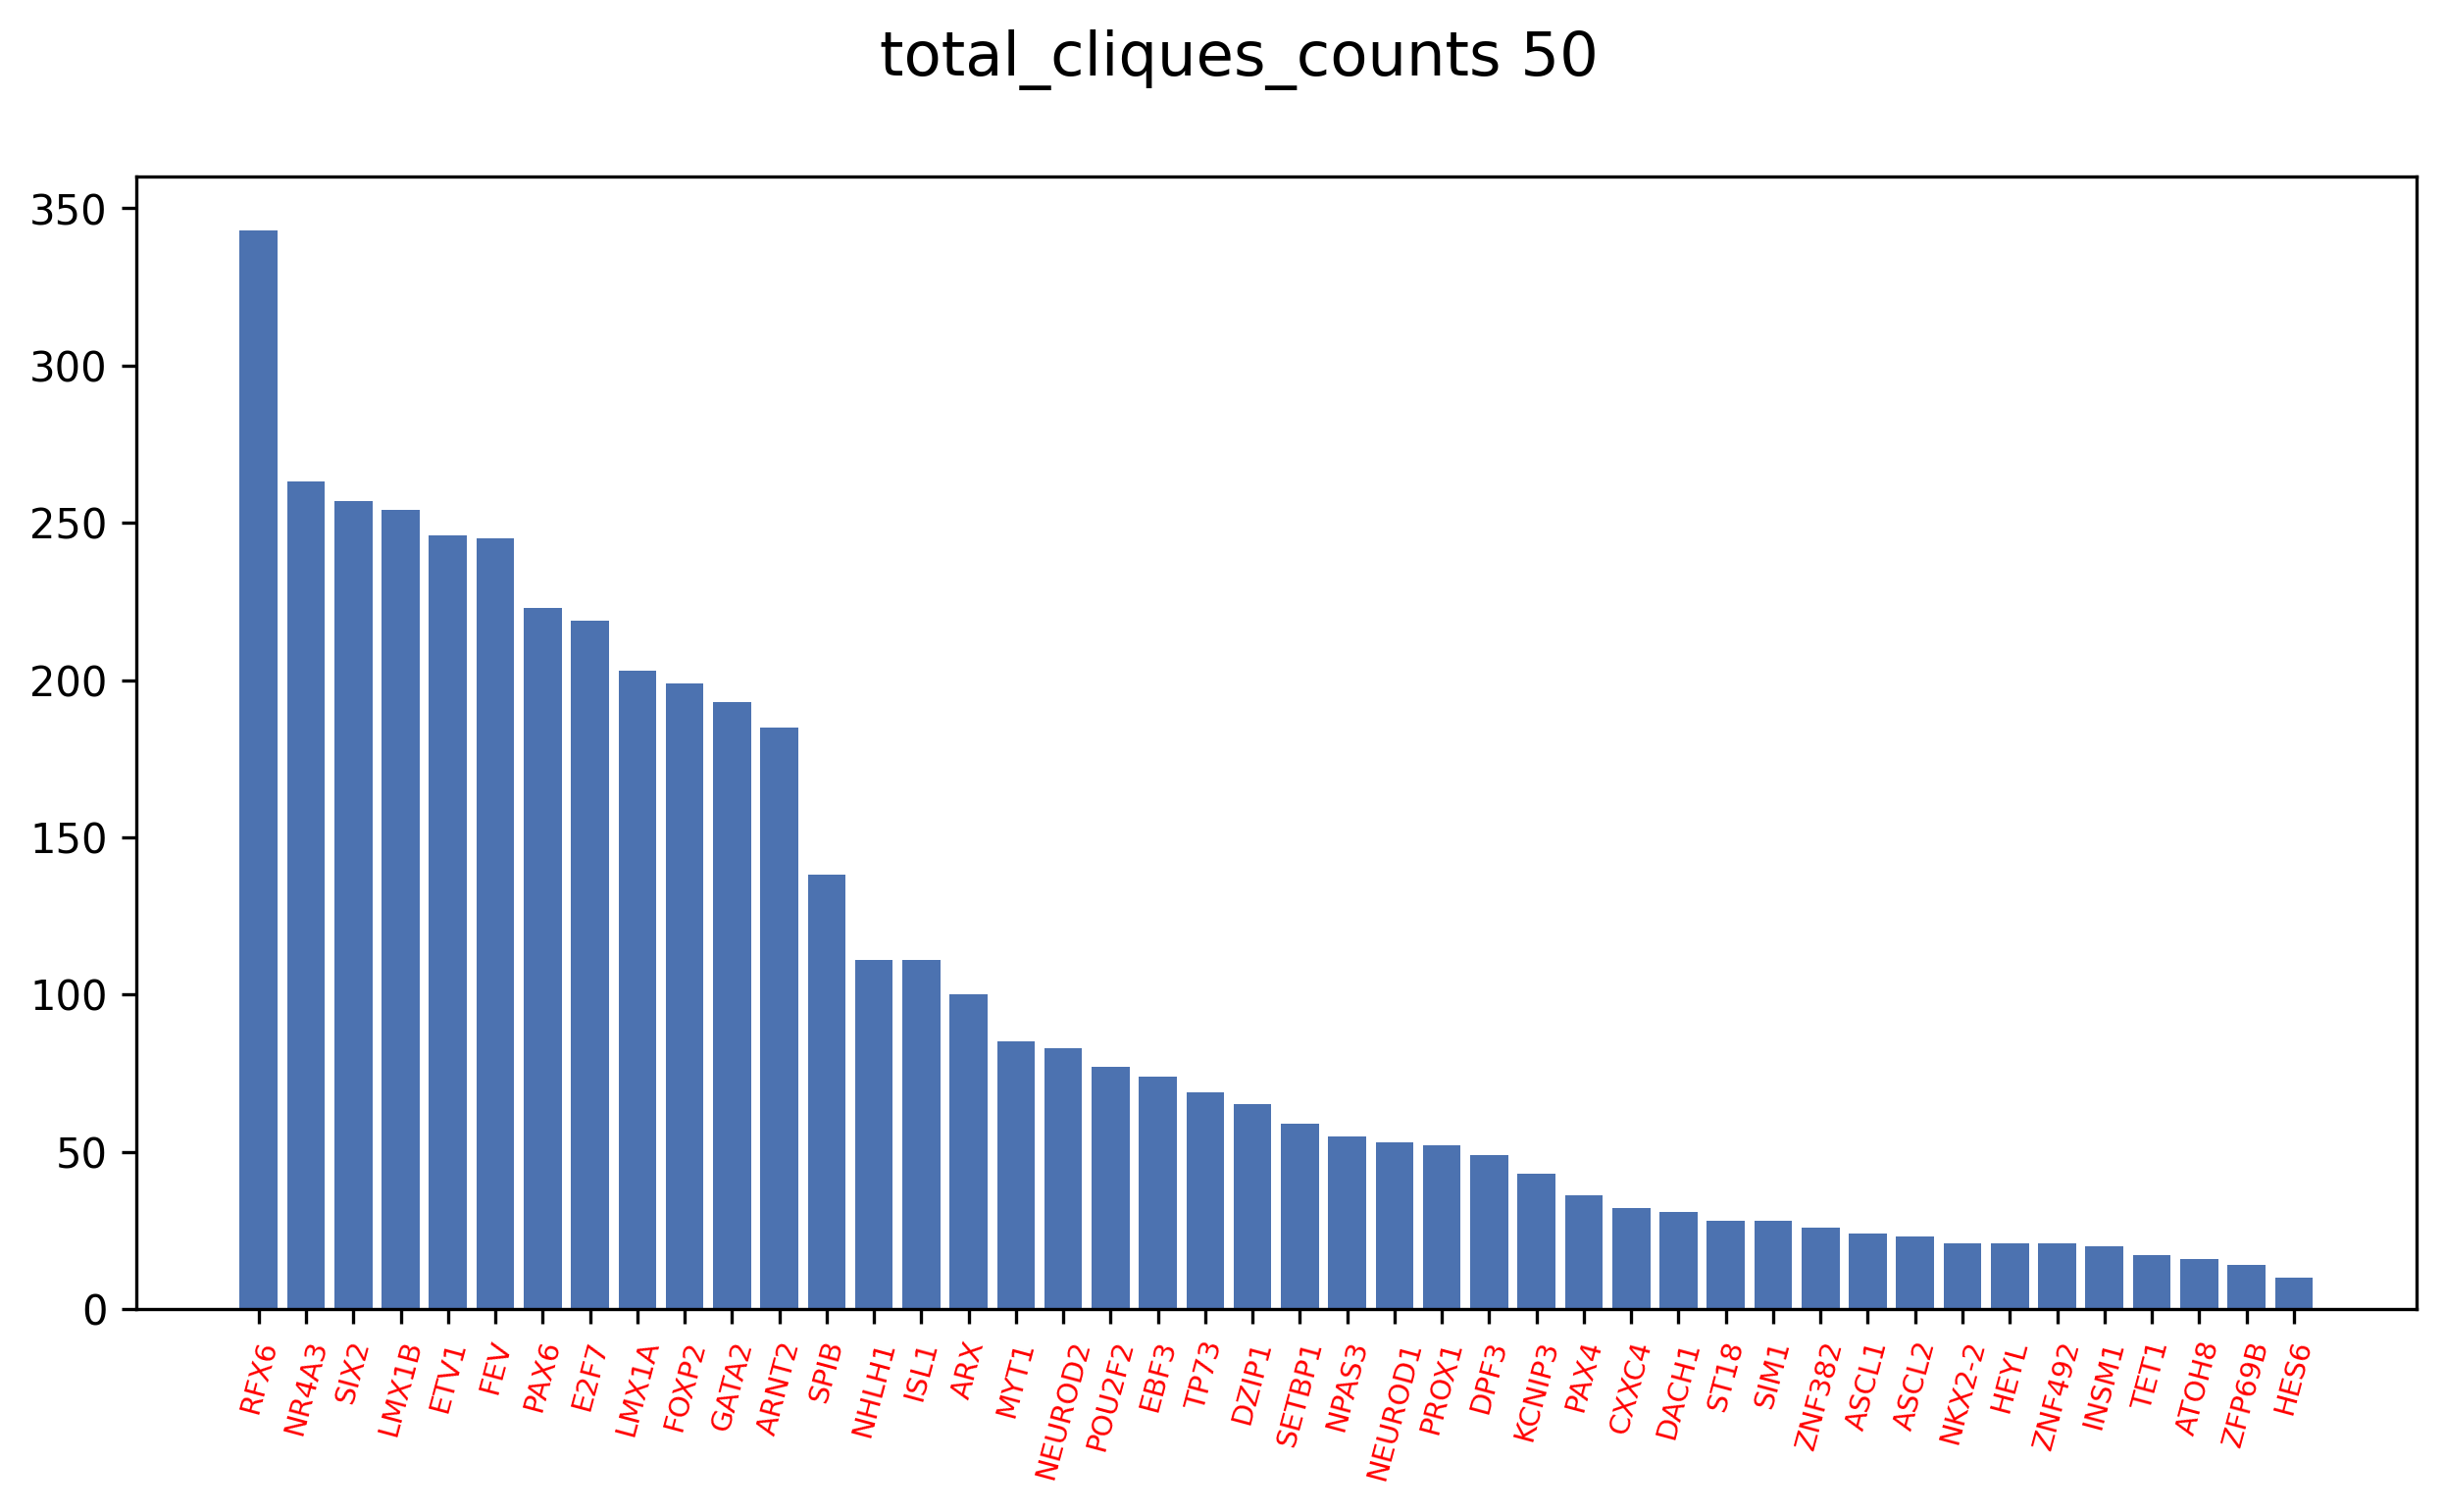 total_cliques_counts 50
350
300
250
200
150
100
50
0
RFX6
NR4A3
SIX2
LMX1B
ETV1
FEV
PAX6
E2F7
LMX1A
FOXP2
GATA2
ARNT2
SPIB
NHLH1
ISL1
ARX
MYT1
NEUROD2
POU2F2
EBF3
TP73
DZIP1
SETBP1
NPAS3
NEUROD1
PROX1
DPF3
KCNIP3
PAX4
CXXC4
DACH1
ST18
SIM1
ZNF382
ASCL1
ASCL2
NKX2-2
HEYL
ZNF492
INSM1
TET1
ATOH8
ZFP69B
HES6